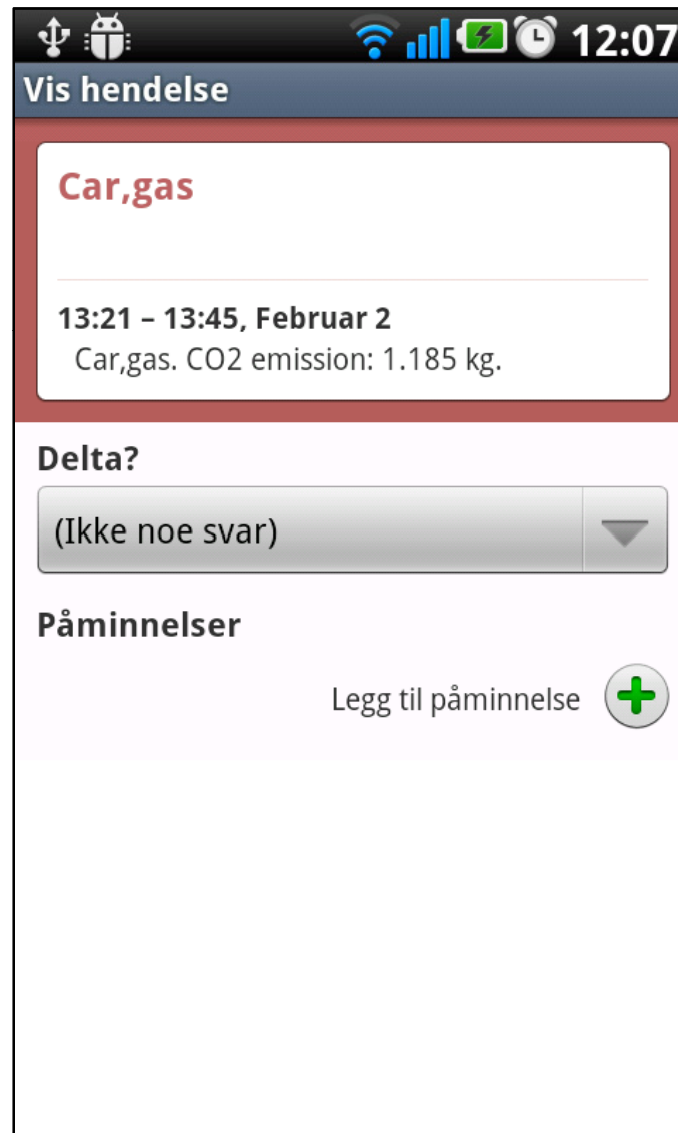 12:07
Vis hendelse
Car,gas
13:21 – 13:45, Februar 2
Car,gas. CO2 emission: 1.185 kg.
Delta?
(Ikke noe svar)
Påminnelser
Legg til påminnelse